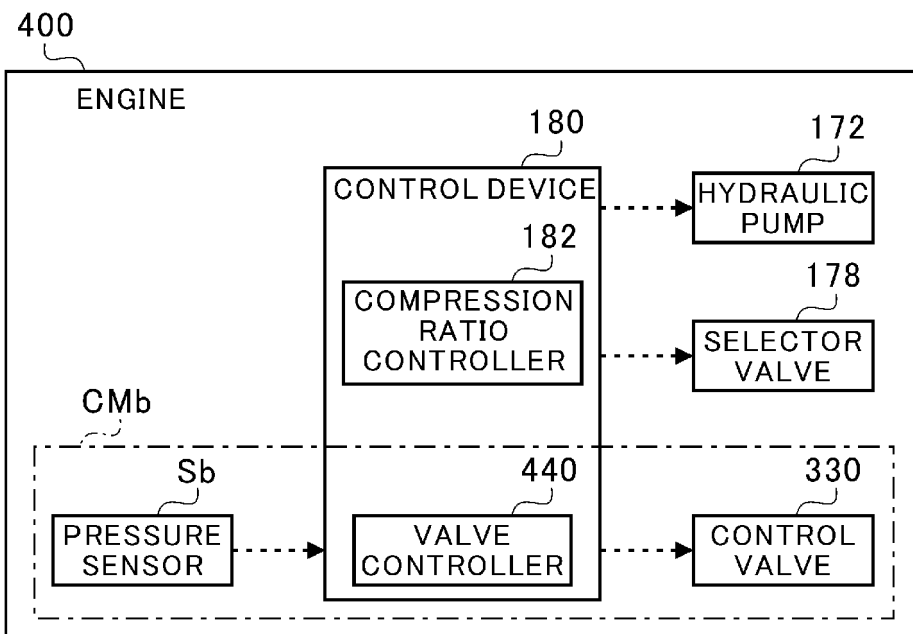 400
ENGINE
180
CONTROL DEVICE
172
HYDRAULIC
PUMP
182
COMPRESSION
RATIO
CONTROLLER
178
SELECTOR
VALVE
CMb
Sb
PRESSURE
SENSOR
440
VALVE
CONTROLLER
330
CONTROL
VALVE